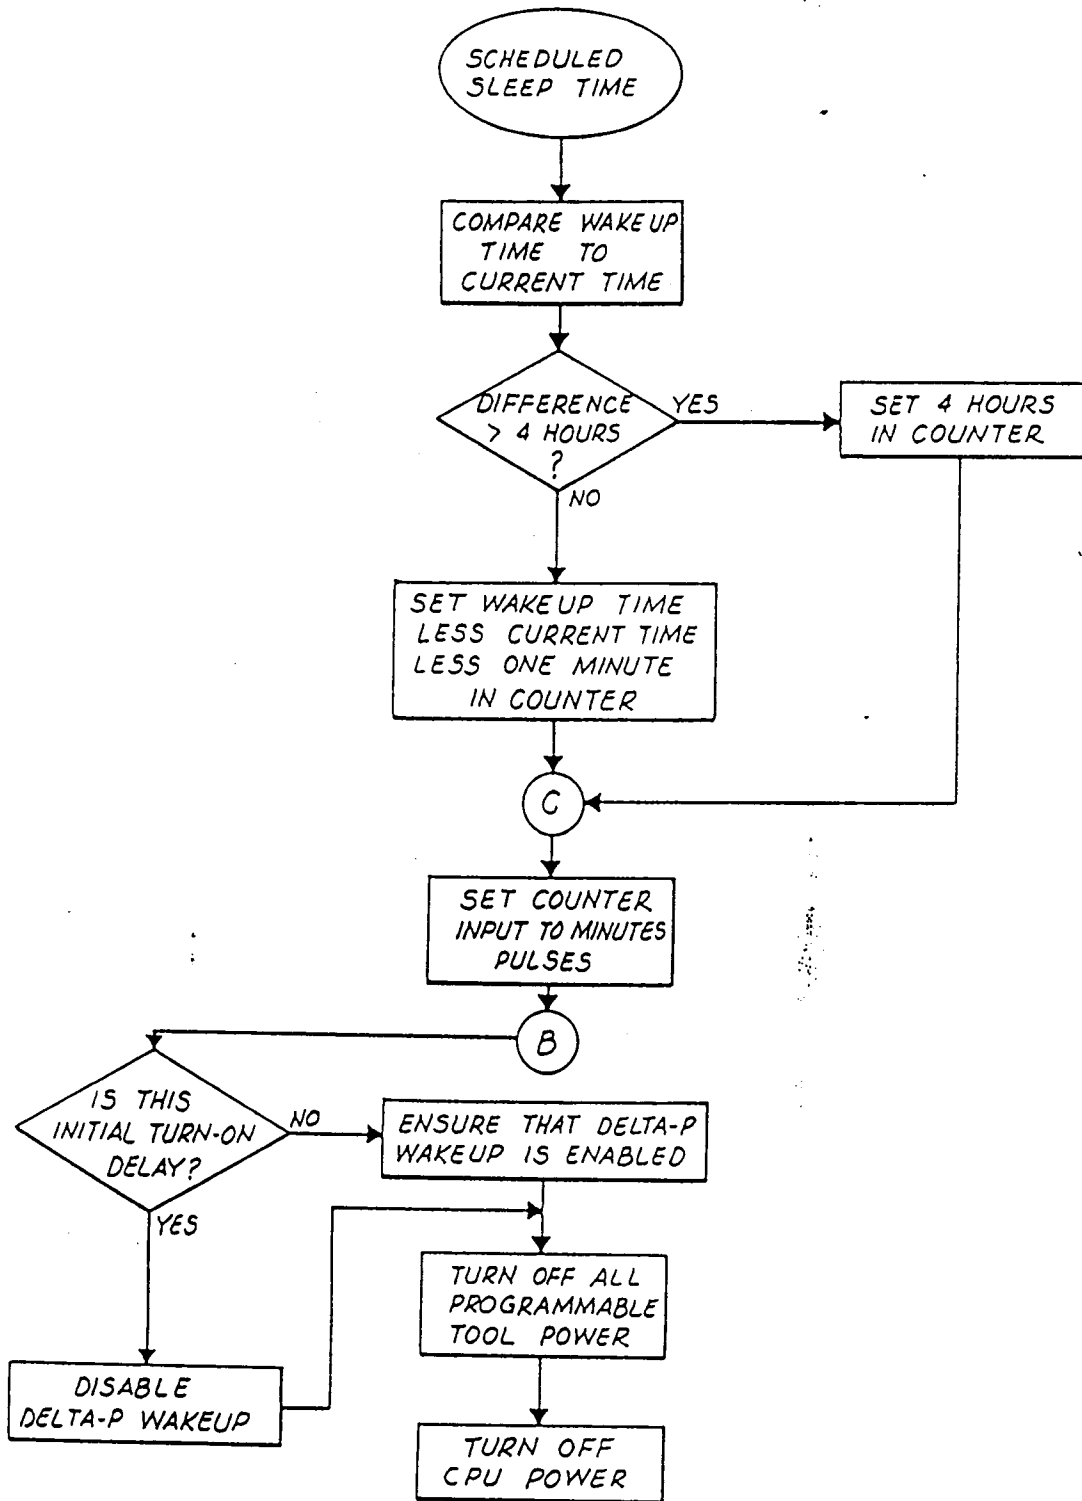 SCHEDULED
SLEEP TIME
COMPARE WAKEUP
TIME TO
CURRENT TIME
DIFFERENCE
> 4 HOURS
?
YES
SET 4 HOURS
IN COUNTER
NO
SET WAKEUP TIME
LESS CURRENT TIME
LESS ONE MINUTE
IN COUNTER
C
SET COUNTER
INPUT TO MINUTES
PULSES
B
IS THIS
INITIAL TURN-ON
DELAY?
NO
ENSURE THAT DELTA-P
WAKEUP IS ENABLED
YES
TURN OFF ALL
PROGRAMMABLE
TOOL POWER
DISABLE
DELTA-P WAKEUP
TURN OFF
CPU POWER